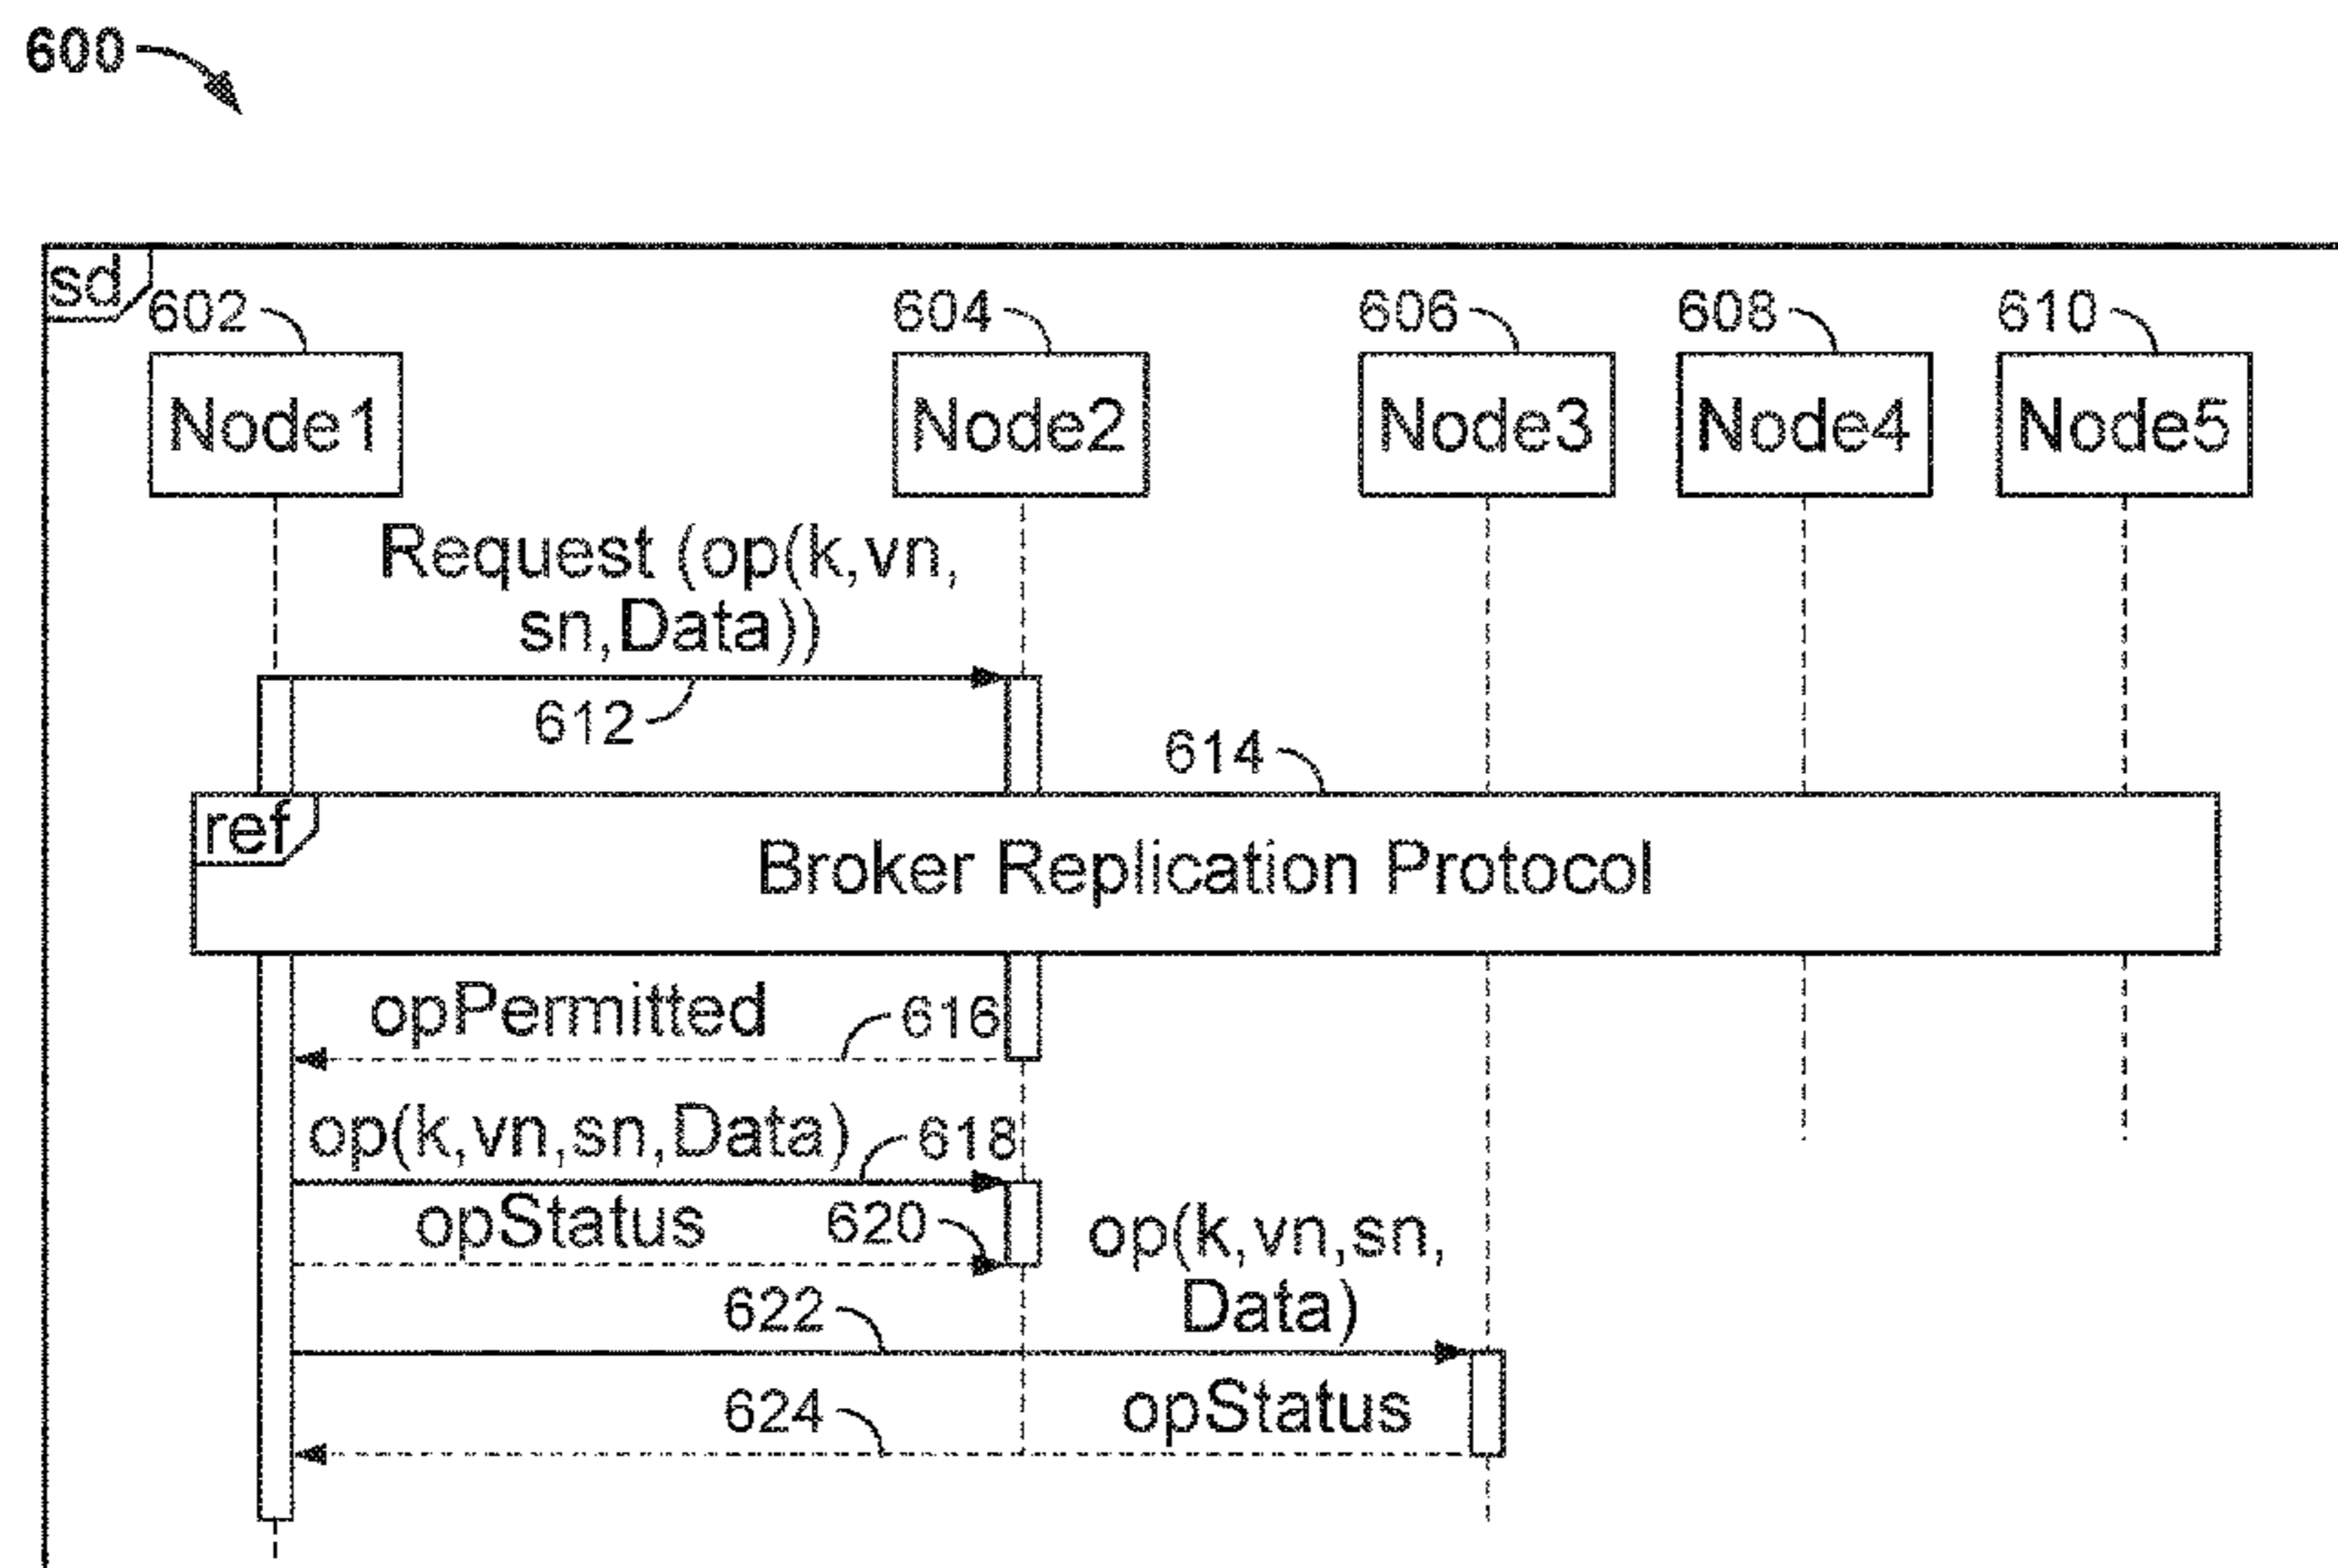 600
sd
602 604 606 608 610
Node1 Node2 Node3 Node4 Node5
Request (op(k,vn,
sn,Data))
612
614
ref
Broker Replication Protocol
opPermitted 616
op(k,vn,sn,Data) 618
opStatus 620
op(k,vn,sn,
Data)
622
624 opStatus